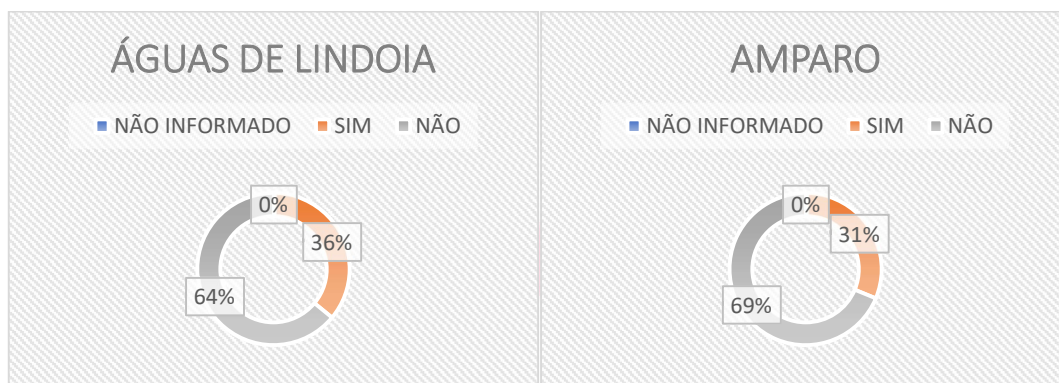 ÁGUAS DE LINDOIA
NÃO INFORMADO SIM NÃO
0%
36%
64%
AMPARO
NÃO INFORMADO SIM NÃO
0%
31%
69%